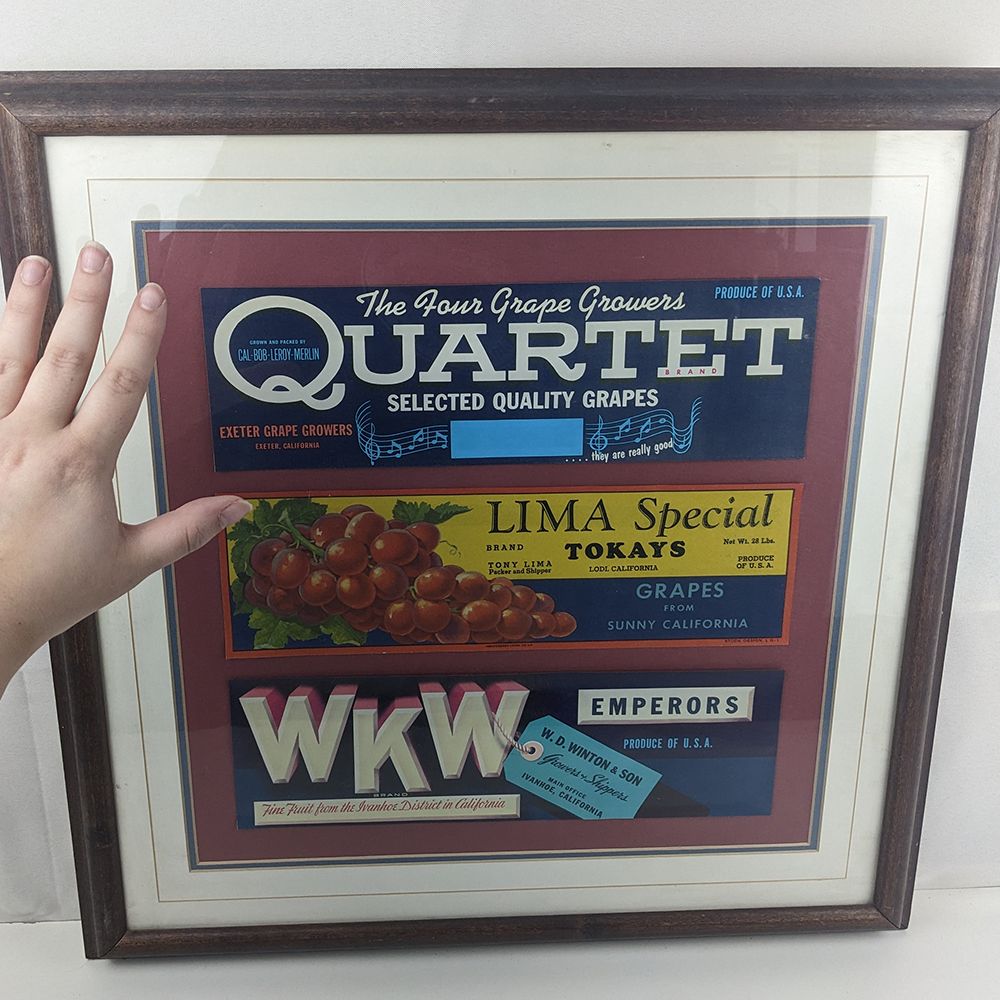 The Four Grape Growers
PRODUCE OF U.S.A.
QUARTET
BRAND
GROWN AND PACKED BY
CAL-BOB-LEROY-MERLIN
SELECTED QUALITY GRAPES
EXETER GRAPE GROWERS
EXETER, CALIFORNIA
....they are really good
LIMA Special
BRAND
TOKAYS
Net Wt. 28 Lbs.
TONY LIMA
Packer and Shipper
LODI, CALIFORNIA
PRODUCE
OF U.S.A.
GRAPES
FROM
SUNNY CALIFORNIA
WKW
BRAND
Fine Fruit from the Ivanhoe District in California
EMPERORS
PRODUCE OF U.S.A.
W. D. WINTON & SON
Growers & Shippers
MAIN OFFICE
IVANHOE, CALIFORNIA